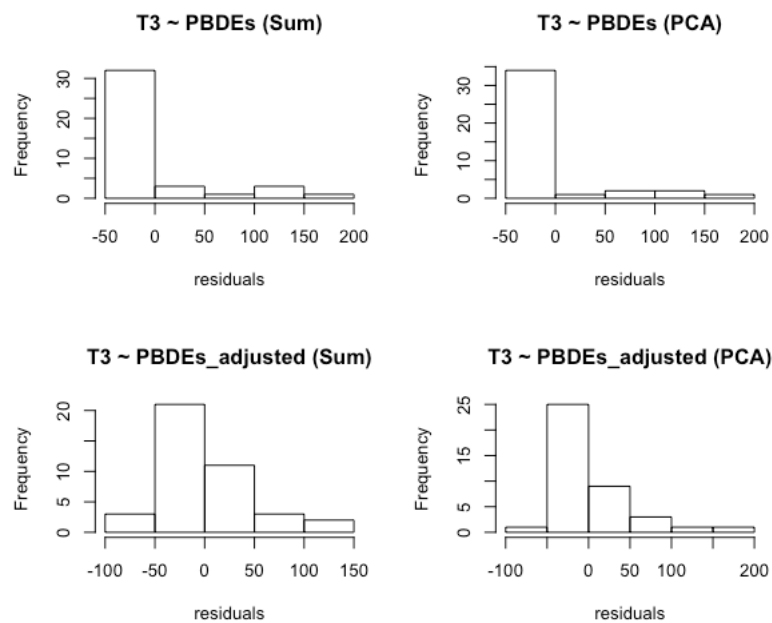 T3 ~ PBDEs (Sum)
Frequency
30
10
0
-50 0 50 100 150 200
residuals
T3 ~ PBDEs (PCA)
Frequency
30
20
10
0
-50 0 50 100 150 200
residuals
T3 ~ PBDEs_adjusted (Sum)
Frequency
20
10
5
0
-100 -50 0 50 100 150
residuals
T3 ~ PBDEs_adjusted (PCA)
Frequency
25
15
5
0
-100 0 50 100 200
residuals